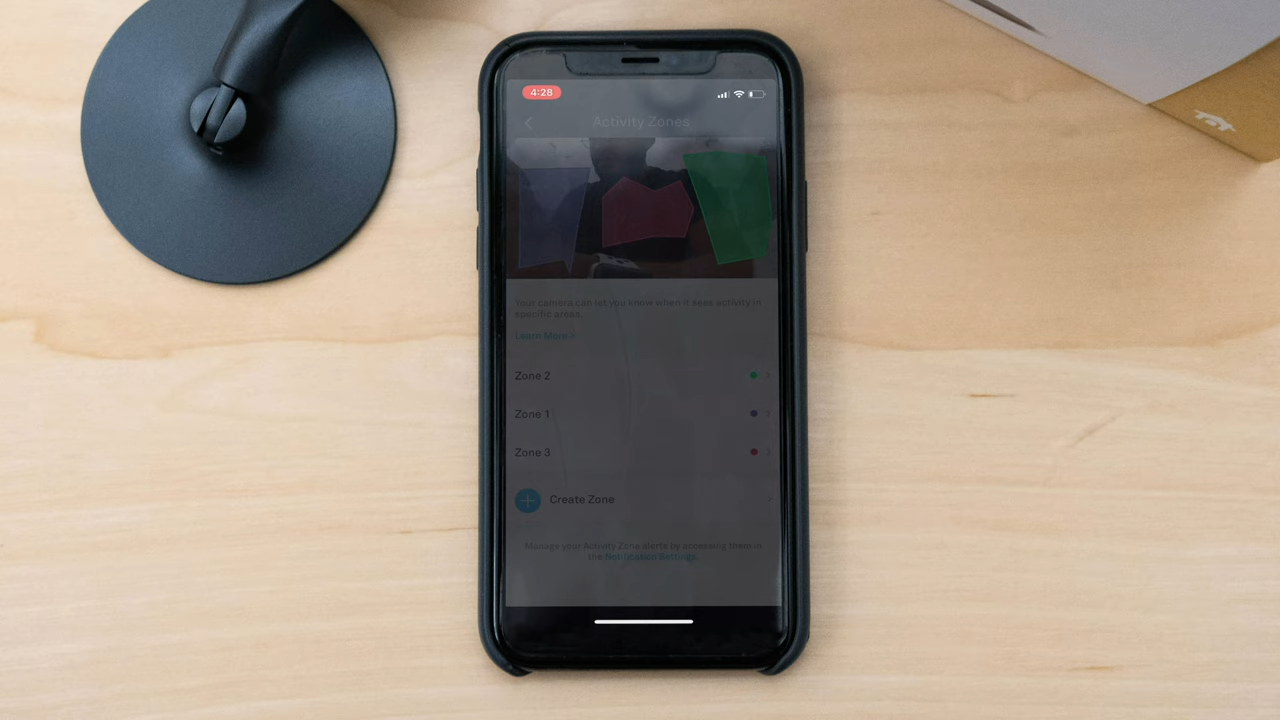 4:28
Activity Zones
Your camera can let you know when it sees activity in
specific areas.
Learn More >
Zone 2
Zone 1
Zone 3
Create Zone
Manage your Activity Zone alerts by accessing them in
the Notification Settings.